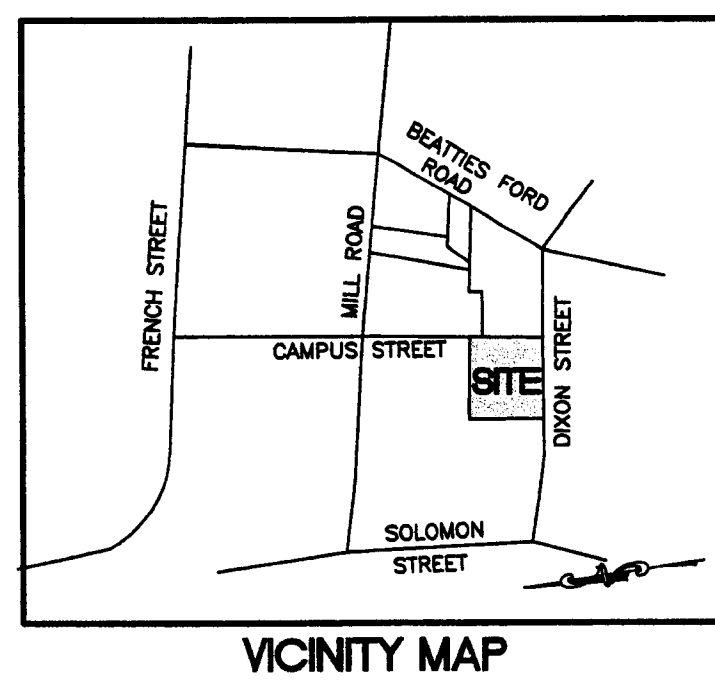 BEATTIES FORD
ROAD
FRENCH STREET
MILL ROAD
CAMPUS STREET
SITE
DIXON STREET
SOLOMON
STREET
VICINITY MAP